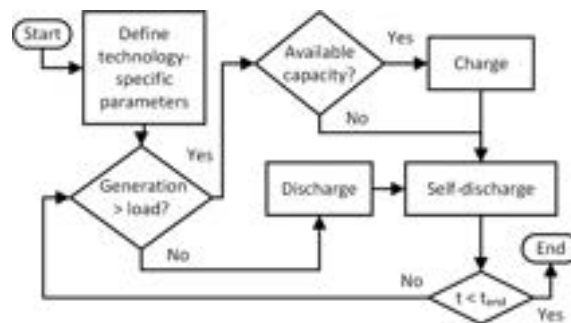 Start
Define
technology-
specific
parameters
Available
capacity?
Yes
Charge
No
Yes
Generation
> load?
Discharge
Self-discharge
No
End
No
t < tend
Yes